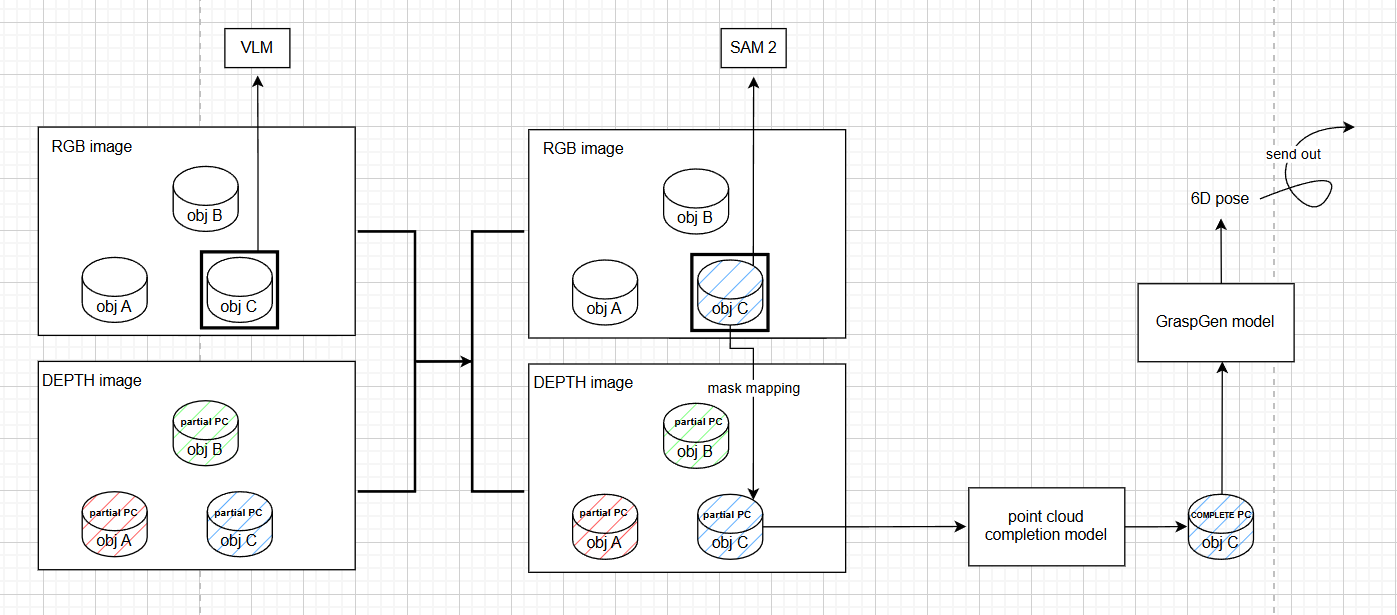 VLM
SAM 2
RGB image
obj B
obj A
obj C
DEPTH image
partial PC
obj B
partial PC
obj A
partial PC
obj C
RGB image
obj B
obj A
obj C
mask mapping
DEPTH image
partial PC
obj B
partial PC
obj A
partial PC
obj C
point cloud
completion model
COMPLETE PC
obj C
GraspGen model
6D pose
send out